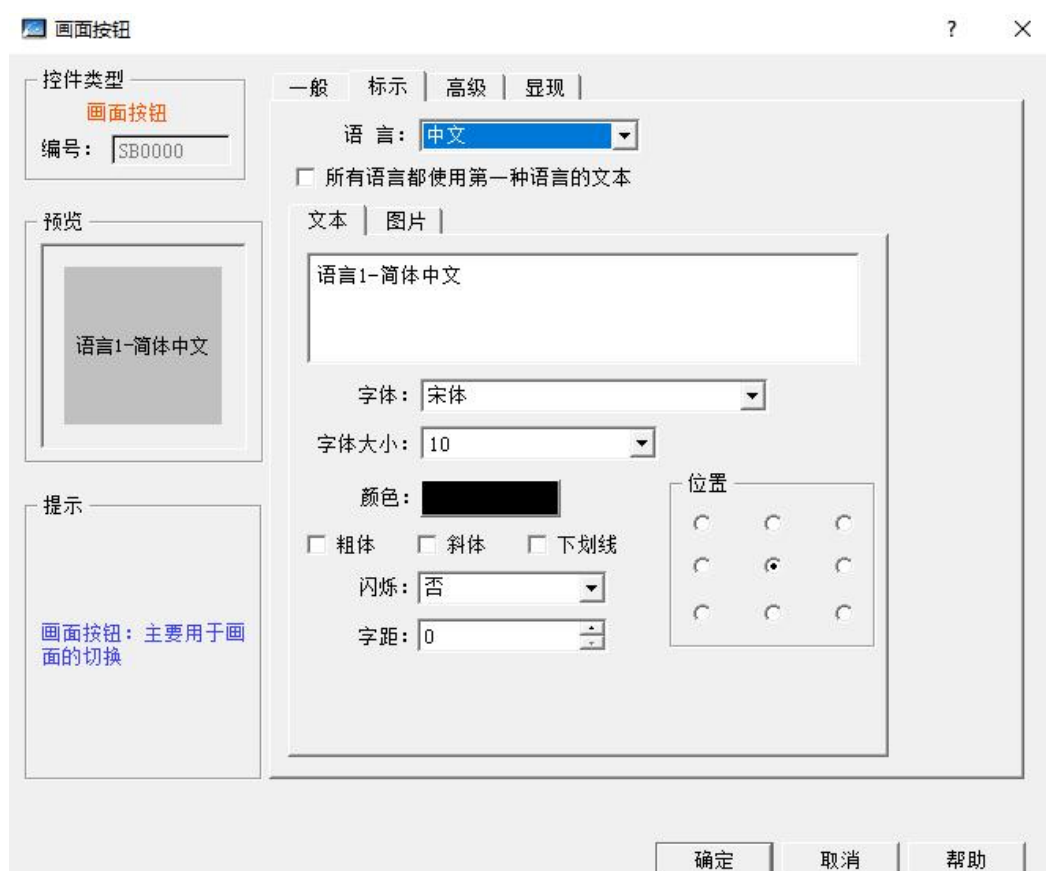 画面按钮
?
控件类型
画面按钮
编号： SB0000
预览
语言1-简体中文
提示
画面按钮：主要用于画
面的切换
一般 标示 高级 显现
语 言： 中文
所有语言都使用第一种语言的文本
文本 图片
语言1-简体中文
字体： 宋体
字体大小： 10
颜色：
粗体 斜体 下划线
闪烁： 否
字距： 0
位置
确定 取消 帮助